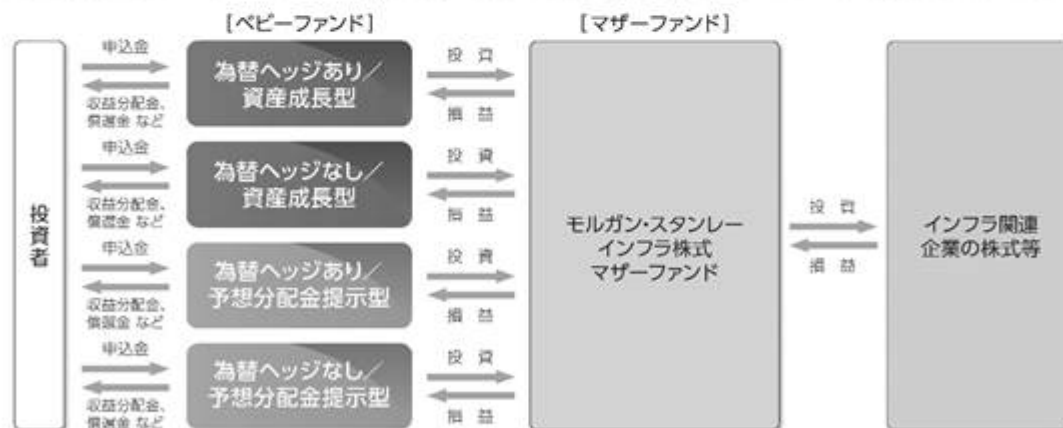 [ベビーファンド]
[マザーファンド]
投資者
申込金
収益分配金、
償還金 など
為替ヘッジあり／
資産成長型
投 資
損 益
申込金
収益分配金、
償還金 など
為替ヘッジなし／
資産成長型
投 資
損 益
申込金
収益分配金、
償還金 など
為替ヘッジあり／
予想分配金提示型
投 資
損 益
申込金
収益分配金、
償還金 など
為替ヘッジなし／
予想分配金提示型
投 資
損 益
モルガン・スタンレー
インフラ株式
マザーファンド
投 資
損 益
インフラ関連
企業の株式等